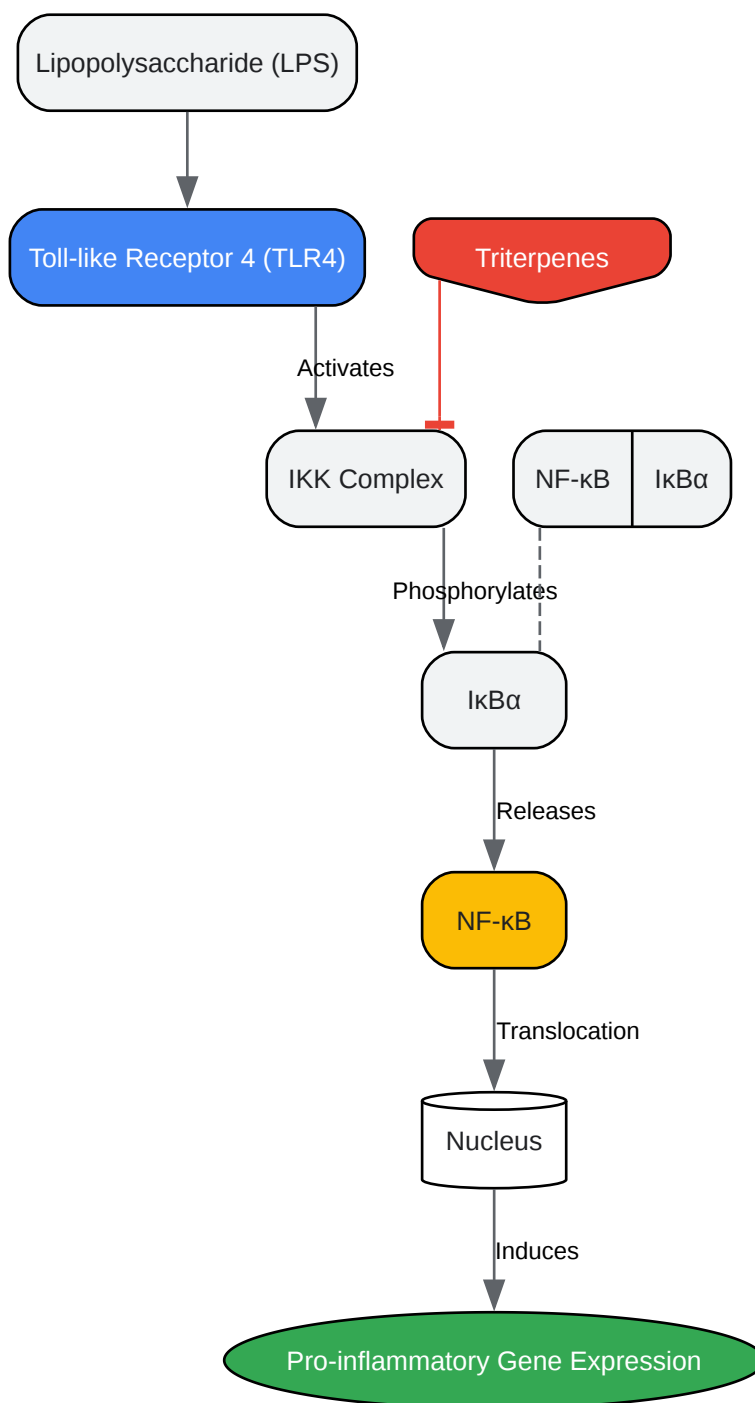 Lipopolysaccharide (LPS)
Toll-like Receptor 4 (TLR4)
Triterpenes
Activates
IKK Complex
NF-κB
IκBα
Phosphorylates
IκBα
Releases
NF-κB
Translocation
Nucleus
Induces
Pro-inflammatory Gene Expression